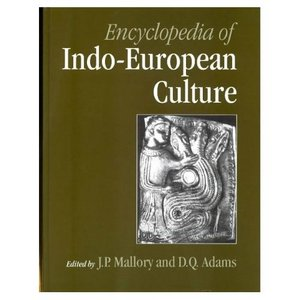 Encyclopedia of
Indo-European
Culture
Edited by J.P. Mallory and D.Q. Adams